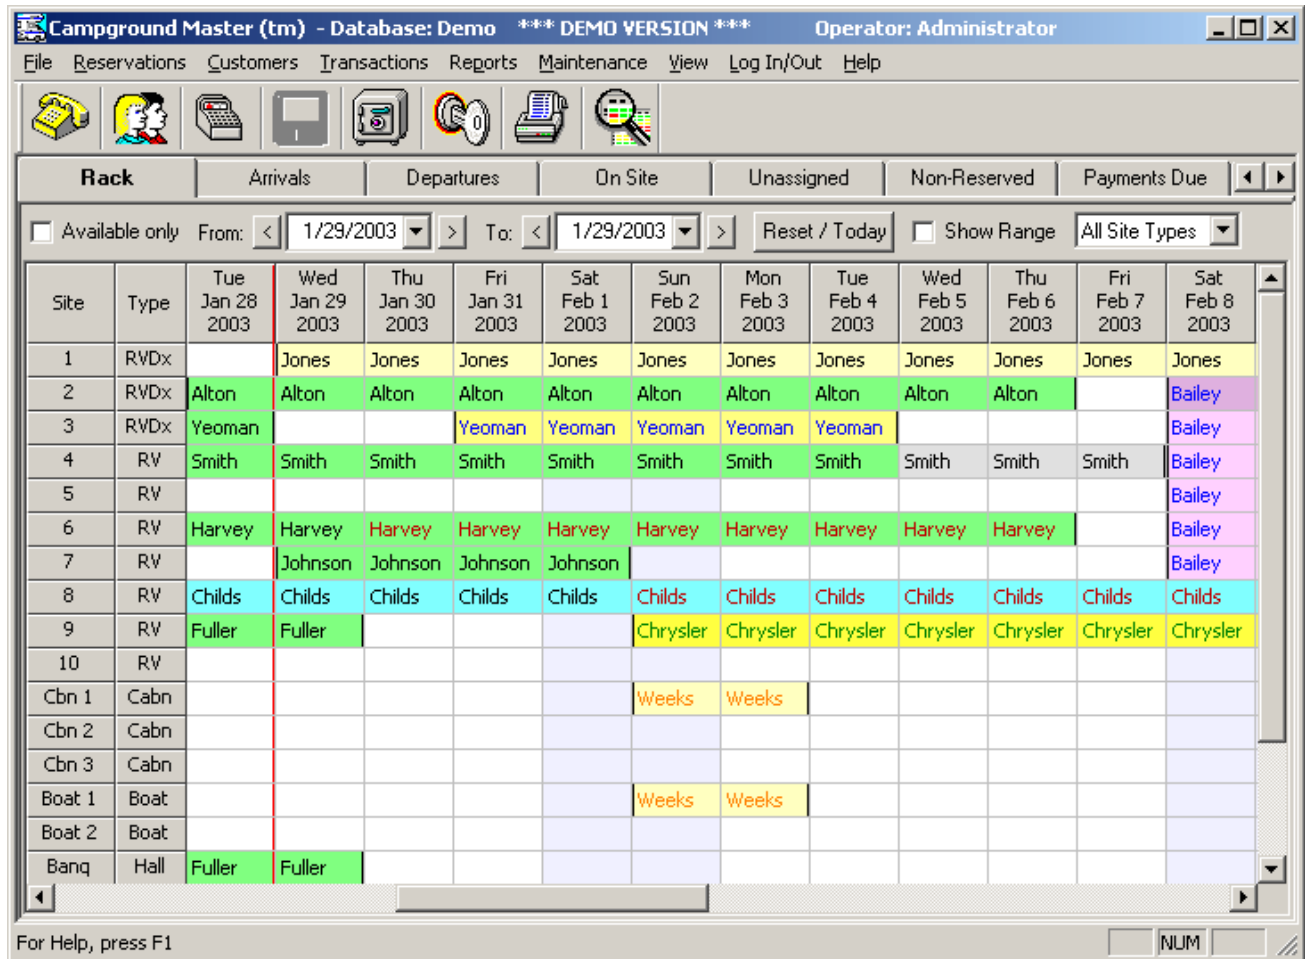 Campground Master (tm) - Database: Demo *** DEMO VERSION *** Operator: Administrator
File Reservations Customers Transactions Reports Maintenance View Log In/Out Help
Rack Arrivals Departures On Site Unassigned Non-Reserved Payments Due
Available only From: < 1/29/2003 > To: < 1/29/2003 > Reset / Today Show Range All Site Types
Site Type Tue Jan 28 2003 Wed Jan 29 2003 Thu Jan 30 2003 Fri Jan 31 2003 Sat Feb 1 2003 Sun Feb 2 2003 Mon Feb 3 2003 Tue Feb 4 2003 Wed Feb 5 2003 Thu Feb 6 2003 Fri Feb 7 2003 Sat Feb 8 2003
1 RVDx Jones Jones Jones Jones Jones Jones Jones Jones Jones Jones Jones
2 RVDx Alton Alton Alton Alton Alton Alton Alton Alton Alton Alton Bailey
3 RVDx Yeoman Yeoman Yeoman Yeoman Yeoman Yeoman Bailey
4 RV Smith Smith Smith Smith Smith Smith Smith Smith Smith Smith Smith Bailey
5 RV Bailey
6 RV Harvey Harvey Harvey Harvey Harvey Harvey Harvey Harvey Harvey Harvey Bailey
7 RV Johnson Johnson Johnson Johnson Bailey
8 RV Childs Childs Childs Childs Childs Childs Childs Childs Childs Childs Childs Childs
9 RV Fuller Fuller Chrysler Chrysler Chrysler Chrysler Chrysler Chrysler Chrysler
10 RV
Cbn 1 Cabn Weeks Weeks
Cbn 2 Cabn
Cbn 3 Cabn
Boat 1 Boat Weeks Weeks
Boat 2 Boat
Banq Hall Fuller Fuller
For Help, press F1 NUM